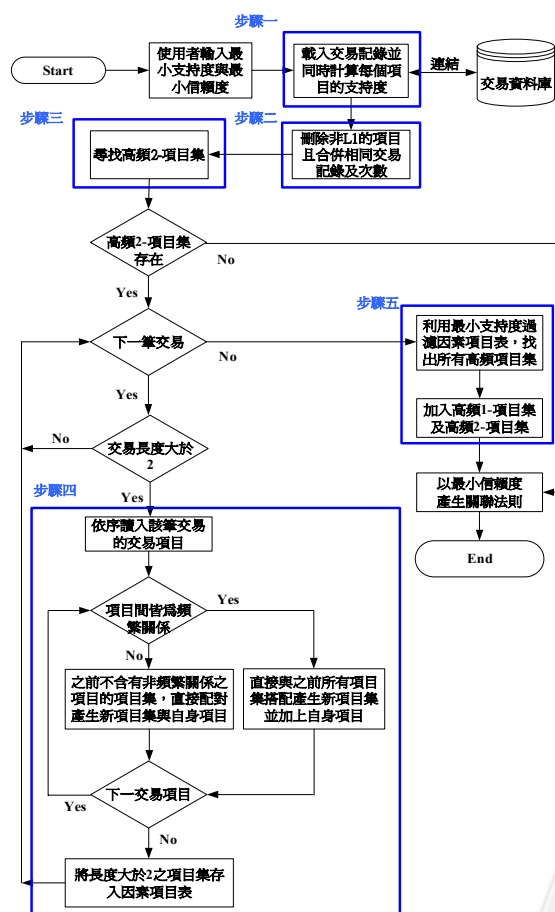 步驟一
Start
使用者輸入最
小支持度與最
小信賴度
載入交易記錄並
同時計算每個項
目的支持度
連結
交易資料庫
步驟三
步驟二
尋找高頻2-項目集
刪除非L1的項目
且合併相同交易
記錄及次數
高頻2-項目集
存在
No
Yes
步驟五
下一筆交易
No
利用最小支持度過
濾因素項目表，找
出所有高頻項目集
Yes
加入高頻1-項目集
及高頻2-項目集
No
交易長度大於
2
步驟四
Yes
以最小信賴度
產生關聯法則
依序讀入該筆交易
的交易項目
End
項目間皆為頻
繁關係
Yes
No
之前不含有非頻繁關係之
項目的項目集，直接配對
產生新項目集與自身項目
直接與之前所有項目
集搭配產生新項目集
並加上自身項目
下一交易項目
Yes
No
將長度大於2之項目集存
入因素項目表